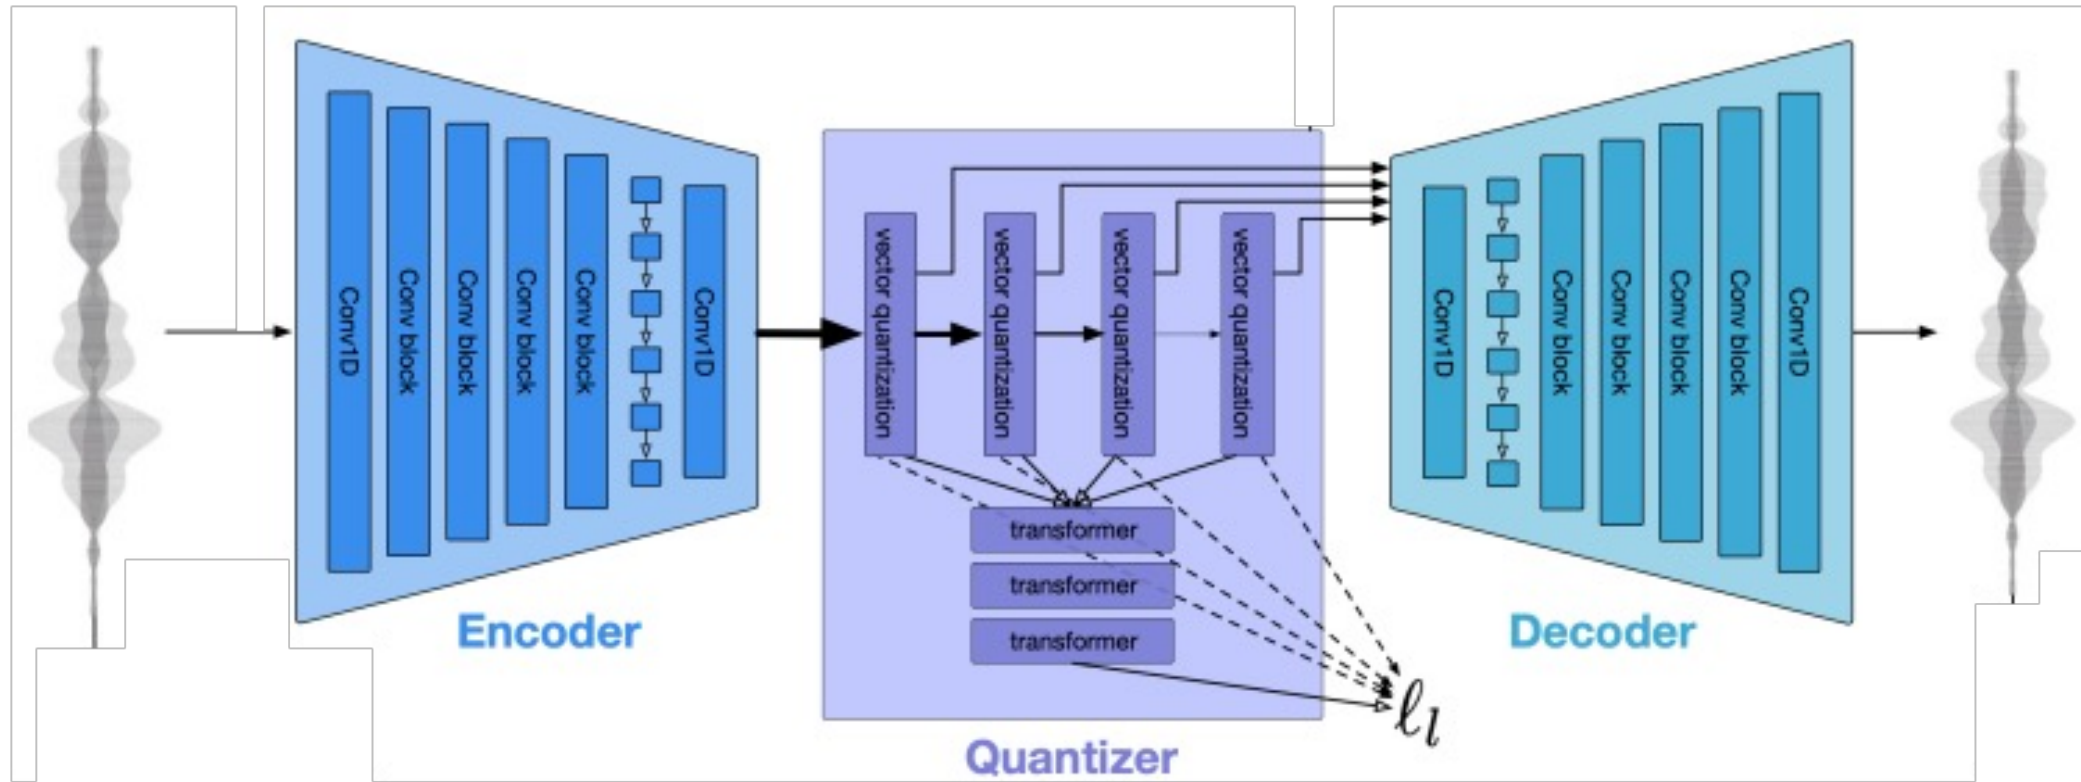 Conv1D
Conv block
Conv block
Conv block
Conv block
Conv1D
Encoder
vector quantization
vector quantization
vector quantization
vector quantization
transformer
transformer
transformer
Quantizer
ℓl
Conv1D
Conv block
Conv block
Conv block
Conv block
Conv1D
Decoder